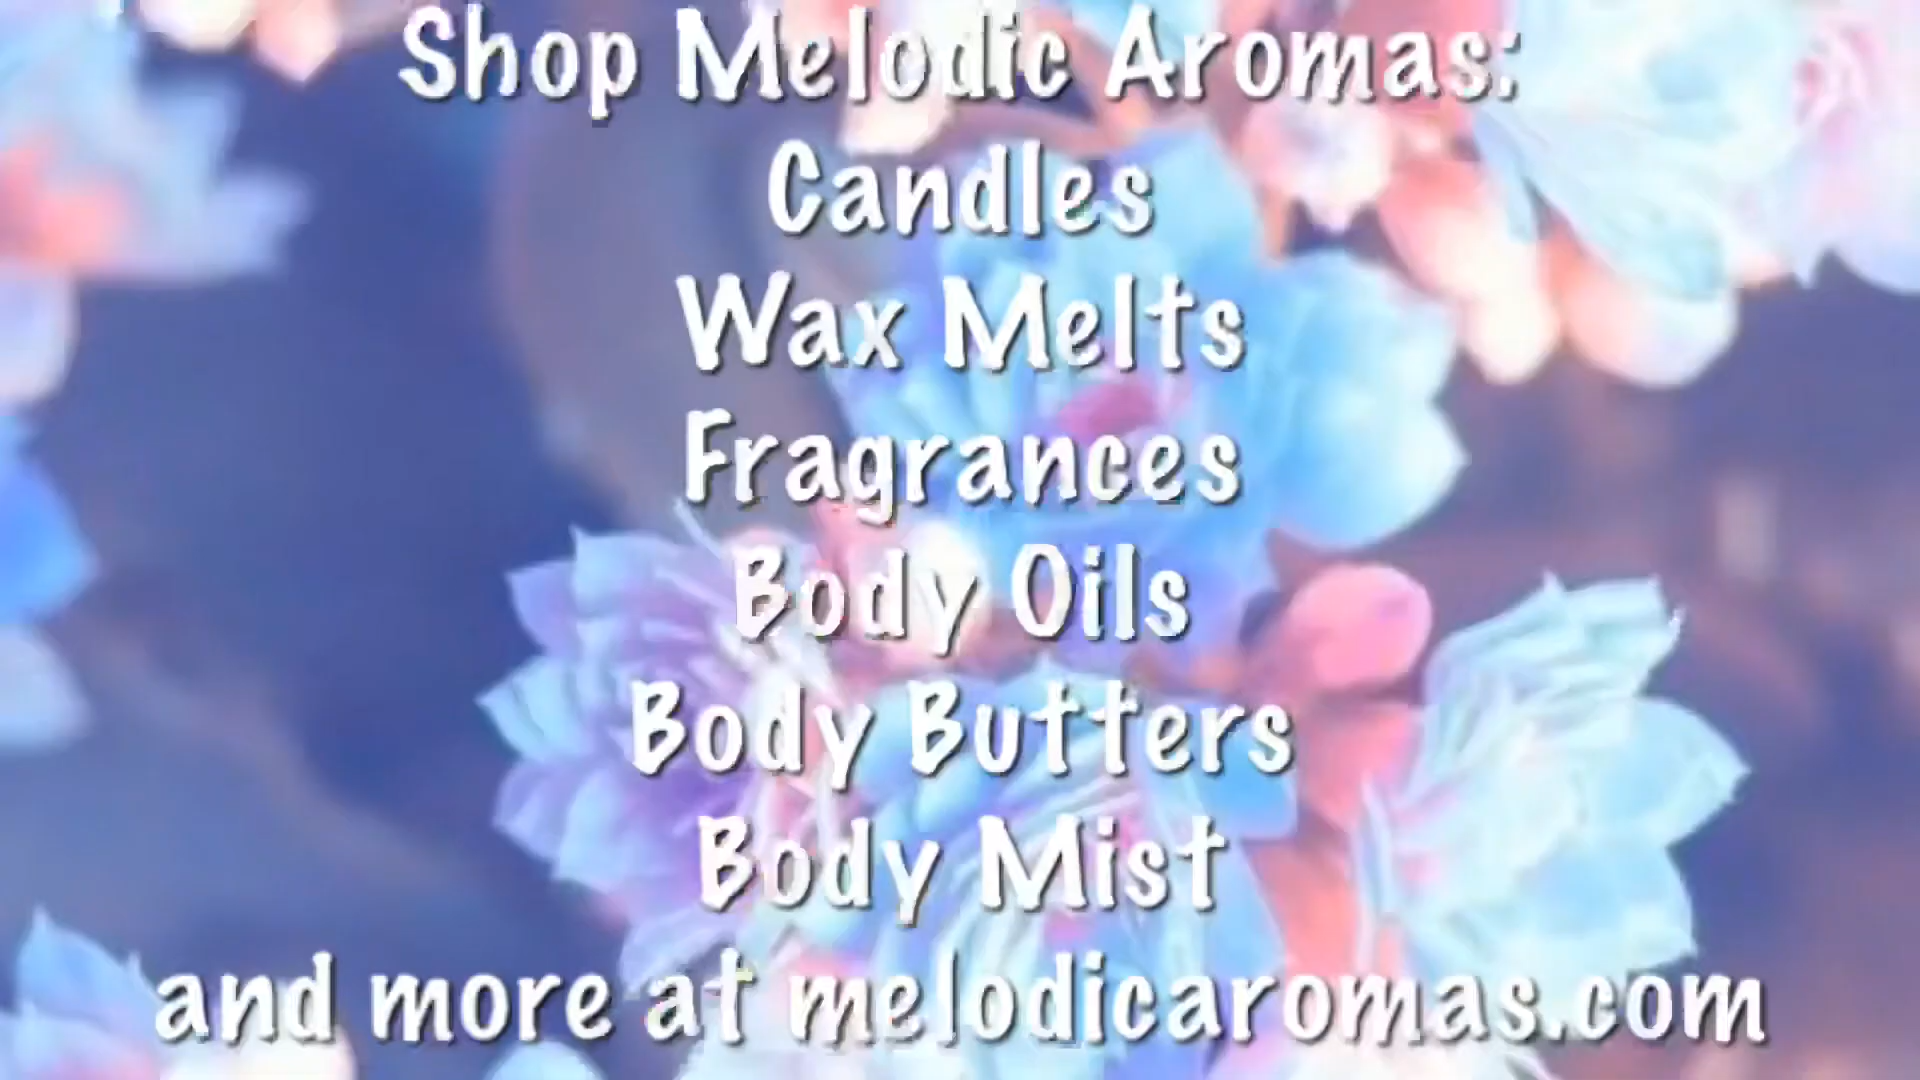 Shop Melodic Aromas:
Candles
Wax Melts
Fragrances
Body Oils
Body Butters
Body Mist
and more at melodicaromas.com